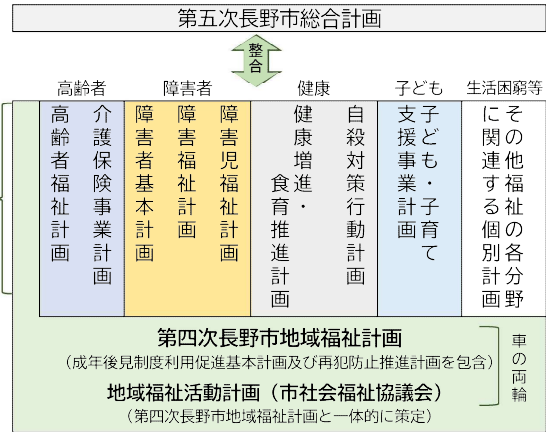 第五次長野市総合計画
整合
高齢者
障害者
健康
子ども
生活困窮等
高齢者福祉計画
介護保険事業計画
障害者基本計画
障害福祉計画
障害児福祉計画
健康増進・
食育推進計画
自殺対策行動計画
子ども・子育て
支援事業計画
その他福祉の各分野
に関連する個別計画
第四次長野市地域福祉計画
（成年後見制度利用促進基本計画及び再犯防止推進計画を包含）
地域福祉活動計画（市社会福祉協議会）
（第四次長野市地域福祉計画と一体的に策定）
車の両輪